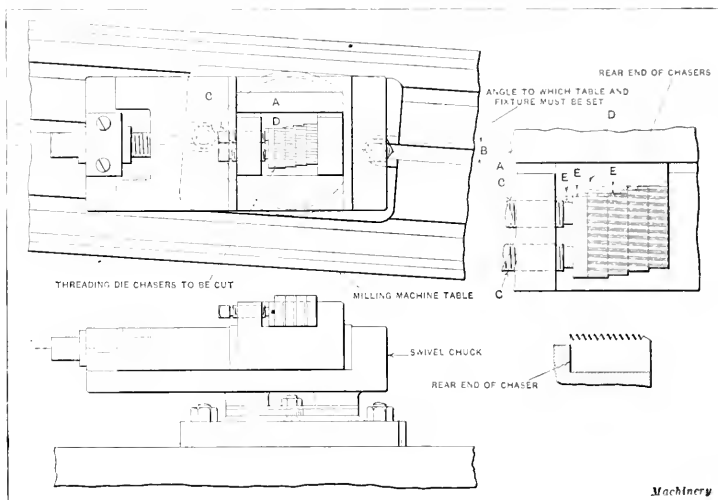 REAR END OF CHASERS
ANGLE TO WHICH TABLE AND
FIXTURE MUST BE SET
C
A
D
D
B
A
C
E
E
E
C
THREADING DIE CHASERS TO BE CUT
MILLING MACHINE TABLE
SWIVEL CHUCK
REAR END OF CHASER
Machinery